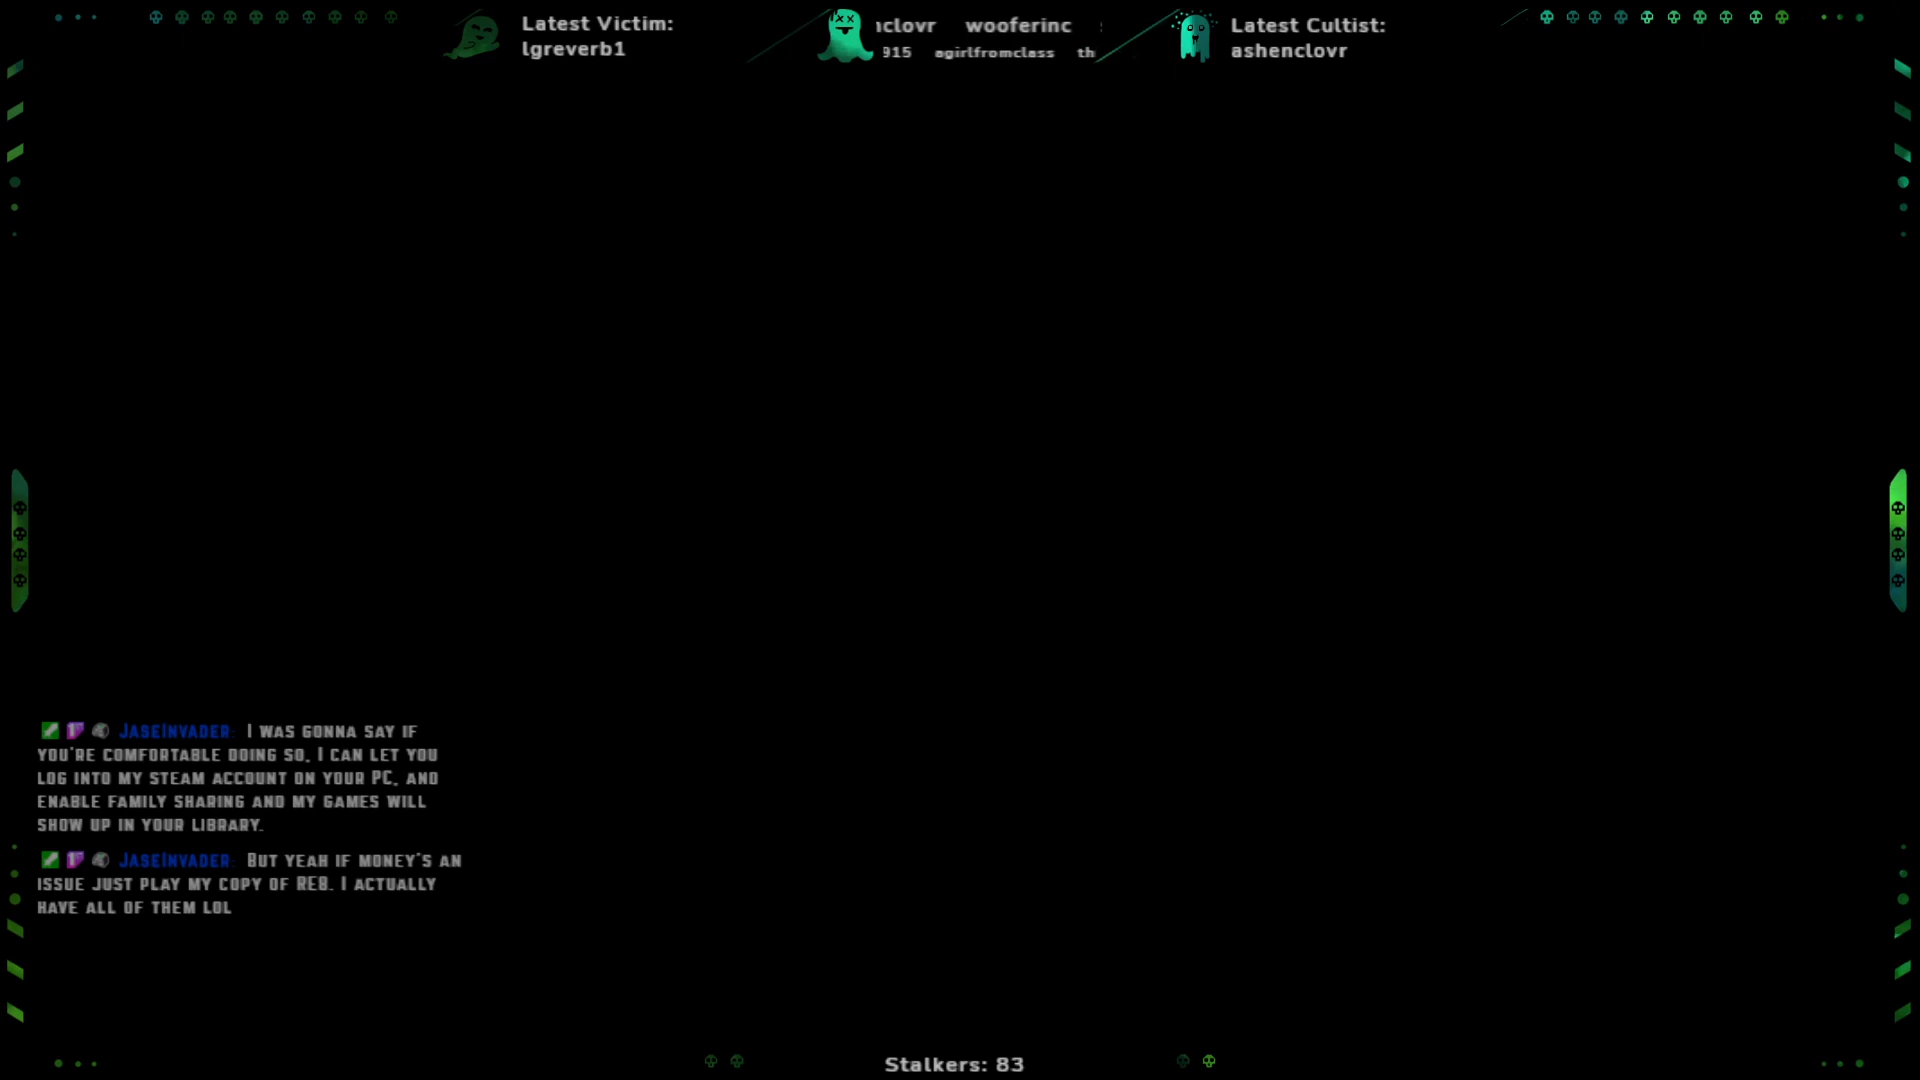 Latest Victim:
lgreverb1
nclovr wooferinc
915 agirlfromclass th
Latest Cultist:
ashenclovr
JaseInvader: I was gonna say if
you're comfortable doing so, I can let you
log into my steam account on your PC, and
enable family sharing and my games will
show up in your library.
JaseInvader: But yeah if money's an
issue just play my copy of RE8. I actually
have all of them lol
Stalkers: 83